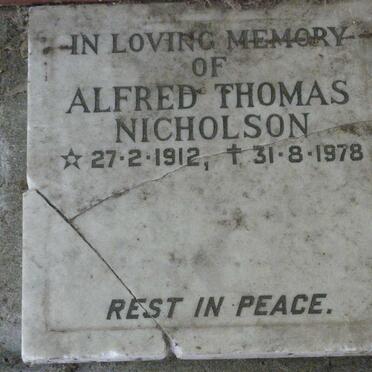 IN LOVING MEMORY
OF
ALFRED THOMAS
NICHOLSON
☆ 27·2·1912, ✝ 31·8·1978
REST IN PEACE.